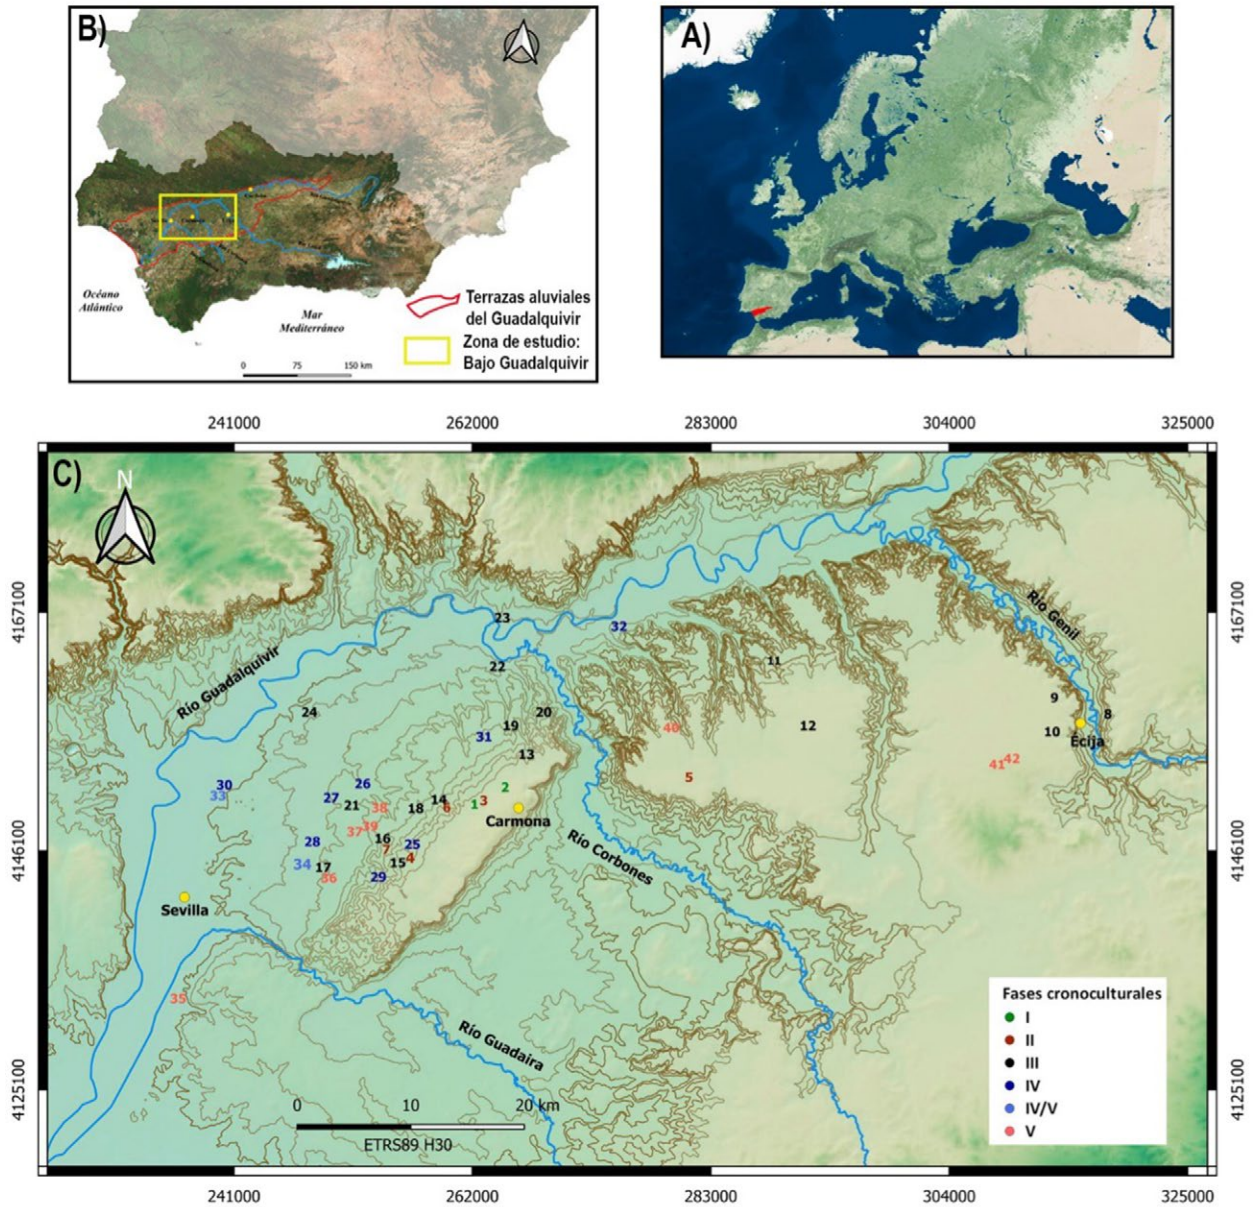 B)
Océano
Atlántico
Mar
Mediterráneo
Terrazas aluviales
del Guadalquivir
Zona de estudio:
Bajo Guadalquivir
0 75 150 km
A)
241000 262000 283000 304000 325000
C)
N
4167100
4146100
4125100
4167100
4146100
4125100
Río Guadalquivir
Río Genil
Río Corbones
Río Guadaira
23
32
22
11
24
20
19
31
13
40
12
9
8
10
Écija
42
41
5
30
33
26
27
21
38
18
14
6
1
3
2
Carmona
39
37
16
7
28
25
4
15
34
17
36
29
Sevilla
35
0 10 20 km
ETRS89 H30
Fases cronoculturales
I
II
III
IV
IV/V
V
241000 262000 283000 304000 325000